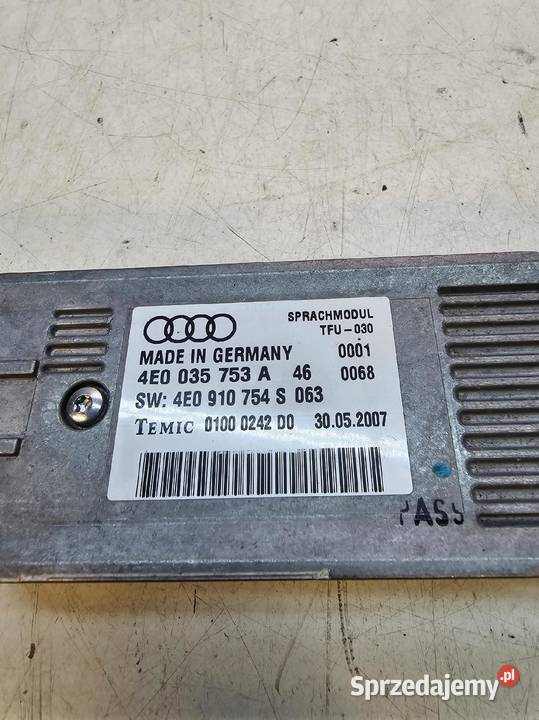 SPRACHMODUL
TFU-030
MADE IN GERMANY 0001
4E0 035 753 A 46 0068
SW: 4E0 910 754 S 063
TEMIC 0100 0242 D0 30.05.2007
Sprzedajemy.pl